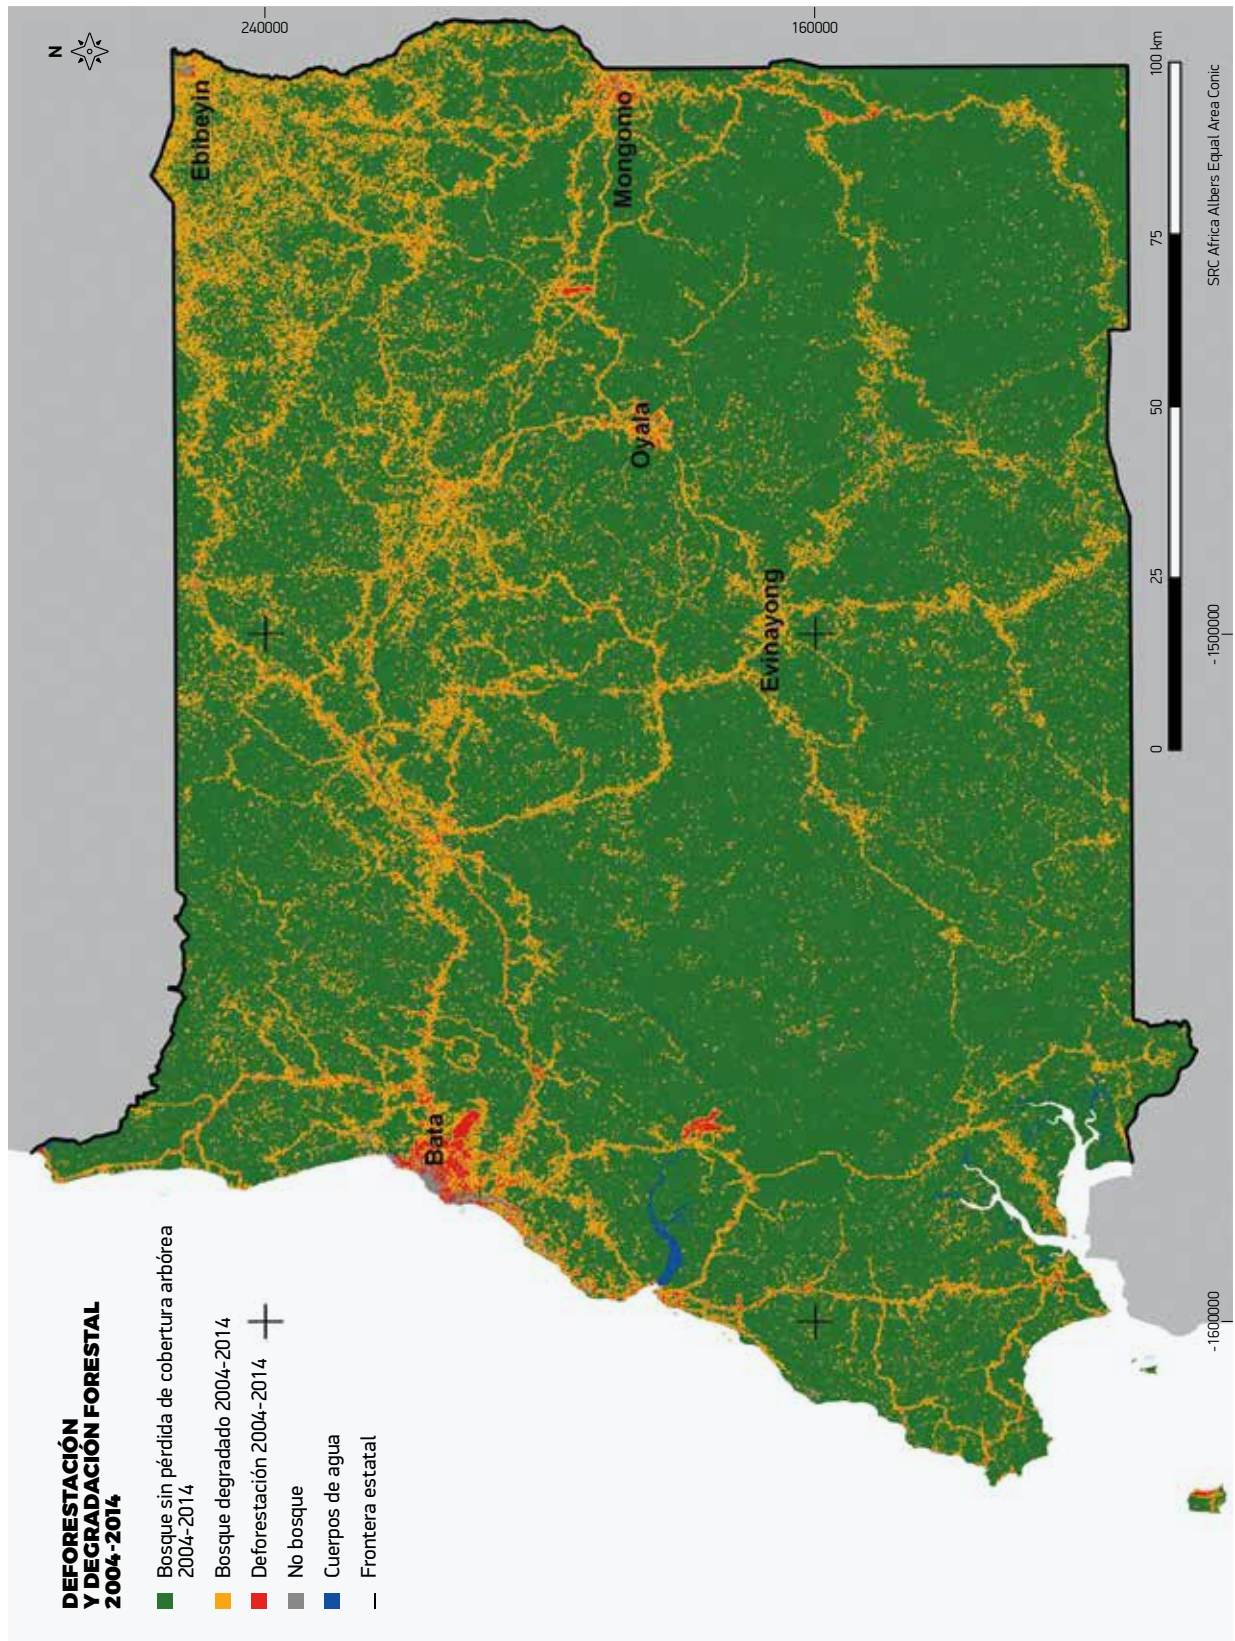 DEFORESTACIÓN
Y DEGRADACIÓN FORESTAL
2004-2014
Bosque sin pérdida de cobertura arbórea
2004-2014
Bosque degradado 2004-2014
Deforestación 2004-2014
No bosque
Cuerpos de agua
Frontera estatal
N
240000
160000
Ebibeyin
Mongomo
Oyala
Evinayong
Bata
0
25
50
75
100 km
-1600000
-1500000
SRC Africa Albers Equal Area Conic